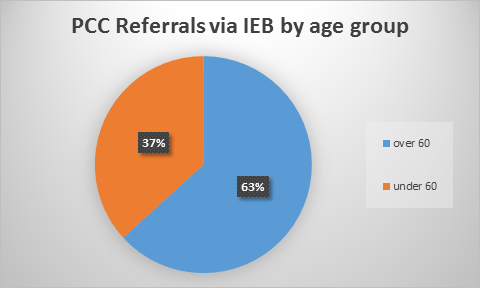 PCC Referrals via IEB by age group
37%
63%
over 60
under 60